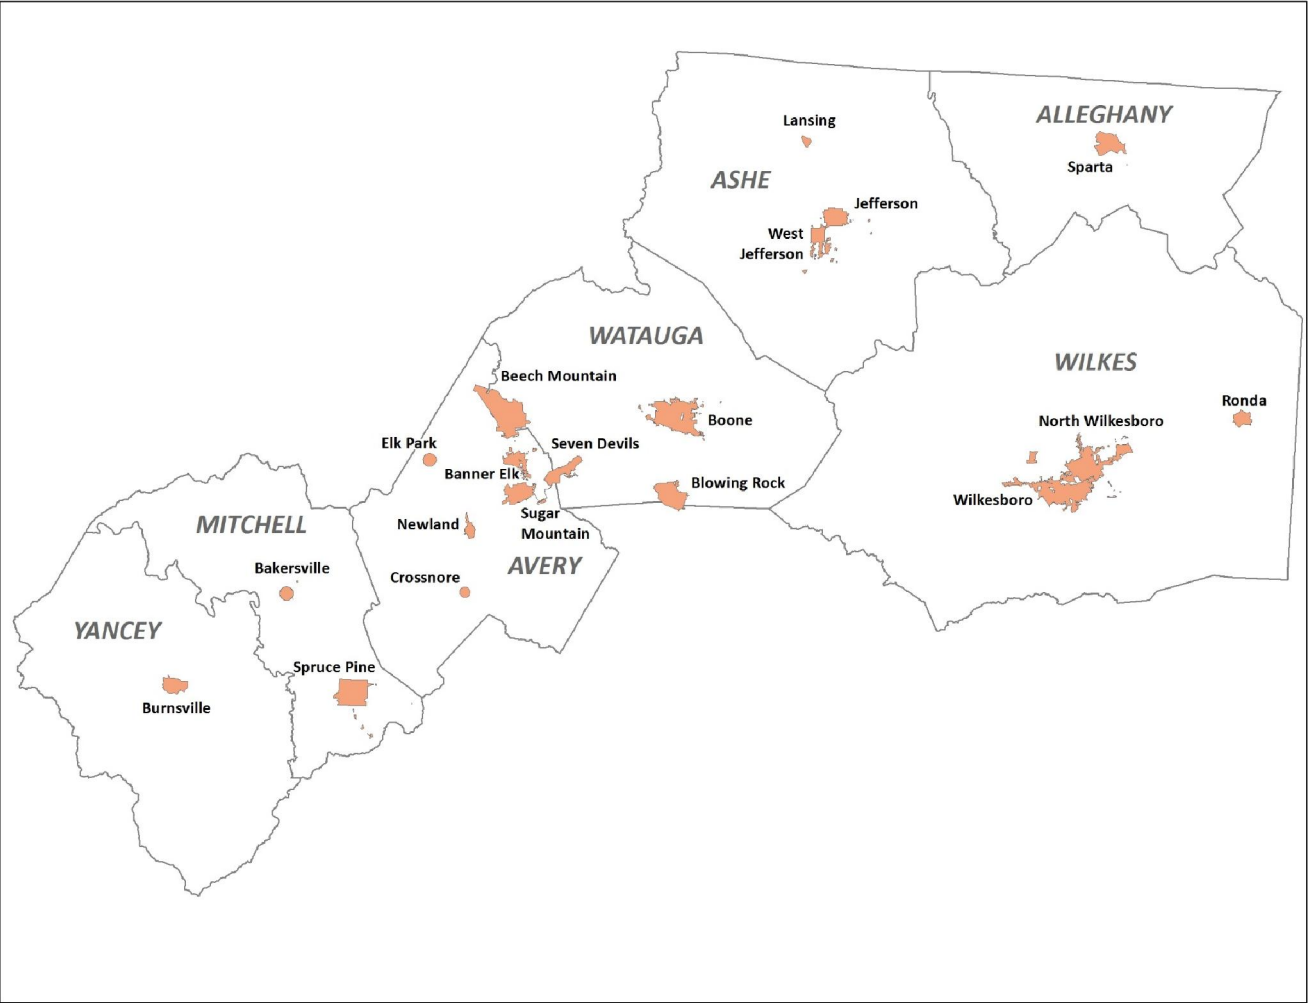 ALLEGHANY
Lansing
Sparta
ASHE
Jefferson
West
Jefferson
WATAUGA
WILKES
Beech Mountain
Ronda
Boone
North Wilkesboro
Elk Park
Seven Devils
Banner Elk
Blowing Rock
Wilkesboro
Sugar
Mountain
Newland
MITCHELL
AVERY
Bakersville
Crossnore
YANCEY
Spruce Pine
Burnsville